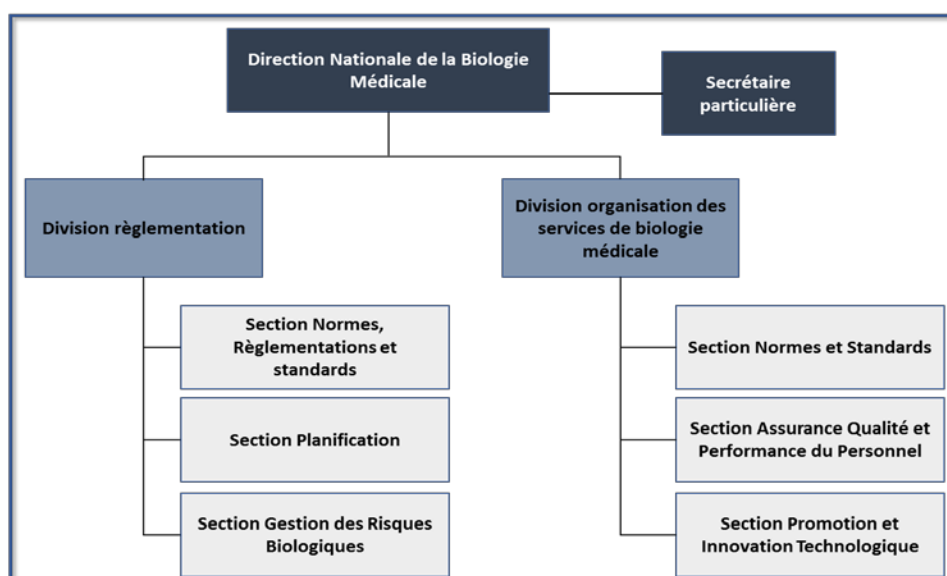 Direction Nationale de la Biologie
Médicale
Secrétaire
particulière
Division règlementation
Division organisation des
services de biologie
médicale
Section Normes,
Règlementations et
standards
Section Planification
Section Gestion des Risques
Biologiques
Section Normes et Standards
Section Assurance Qualité et
Performance du Personnel
Section Promotion et
Innovation Technologique